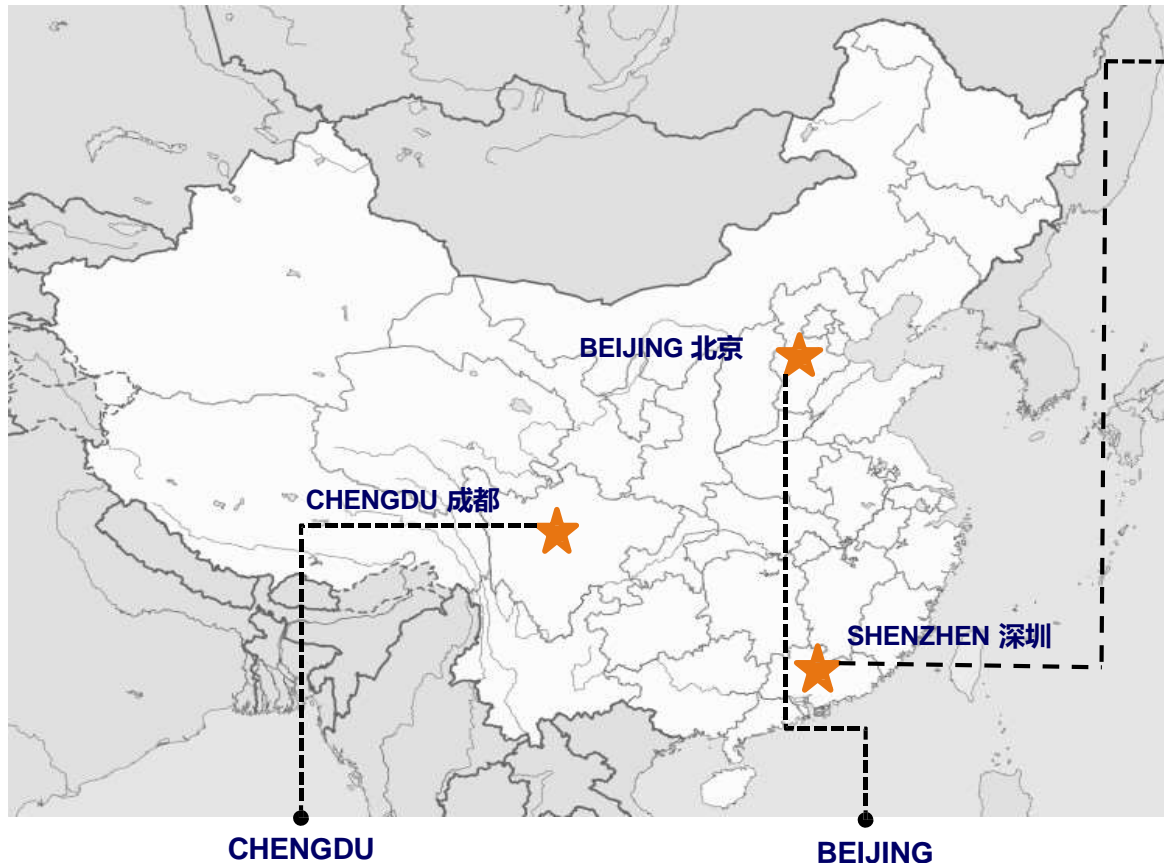 BEIJING 北京
CHENGDU 成都
SHENZHEN 深圳
CHENGDU
BEIJING